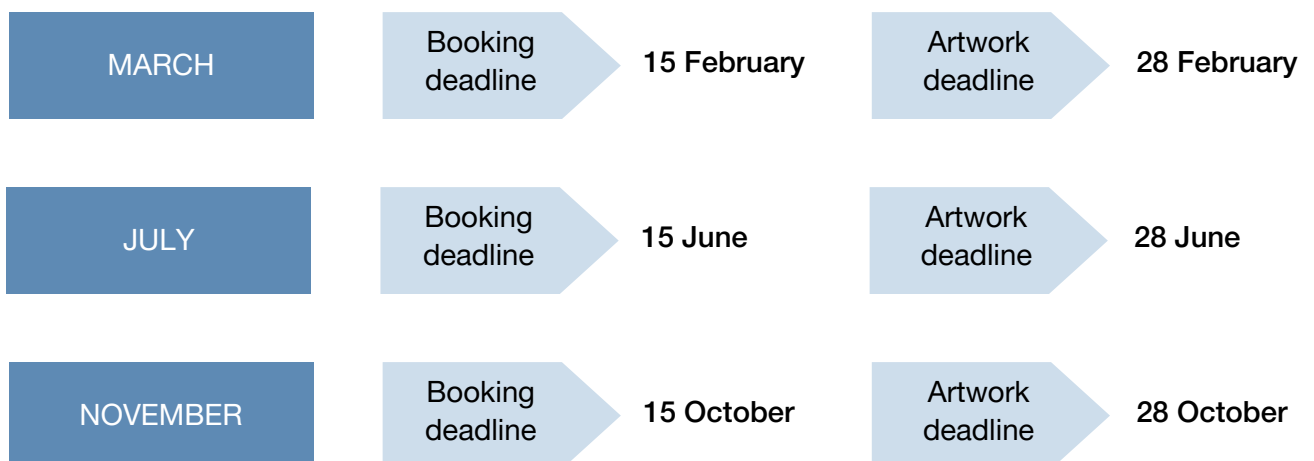 MARCH
Booking
deadline
15 February
Artwork
deadline
28 February
JULY
Booking
deadline
15 June
Artwork
deadline
28 June
NOVEMBER
Booking
deadline
15 October
Artwork
deadline
28 October